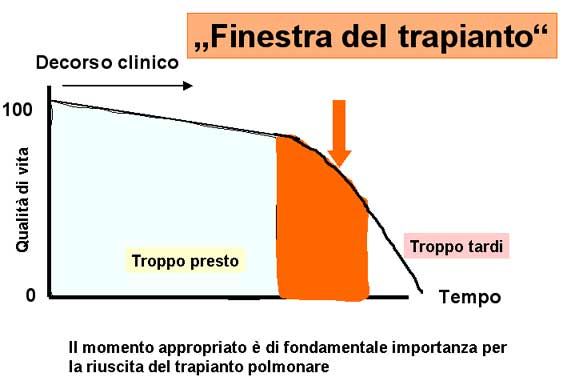 „Finestra del trapianto“
Decorso clinico
100
Qualità di vita
Troppo presto
Troppo tardi
0
Tempo
Il momento appropriato è di fondamentale importanza per
la riuscita del trapianto polmonare